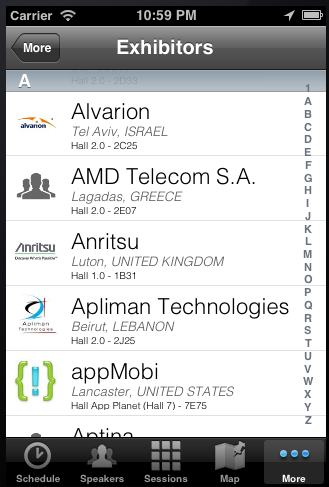 Carrier 10:59 PM
More Exhibitors
Hall 2.0 - 2D33
A
Alvarion
Tel Aviv, ISRAEL
Hall 2.0 - 2C25
alvarion
AMD Telecom S.A.
Lagadas, GREECE
Hall 2.0 - 2E07
Anritsu
Luton, UNITED KINGDOM
Hall 1.0 - 1B31
Anritsu
Discover What's Possible™
Apliman Technologies
Beirut, LEBANON
Hall 2.0 - 2J25
Apliman
Technologies
appMobi
Lancaster, UNITED STATES
Hall App Planet (Hall 7) - 7E75
Aptina
1
A
B
C
D
E
F
G
H
I
J
K
L
M
N
O
P
Q
R
S
T
U
V
W
X
Y
Z
Schedule Speakers Sessions Map More